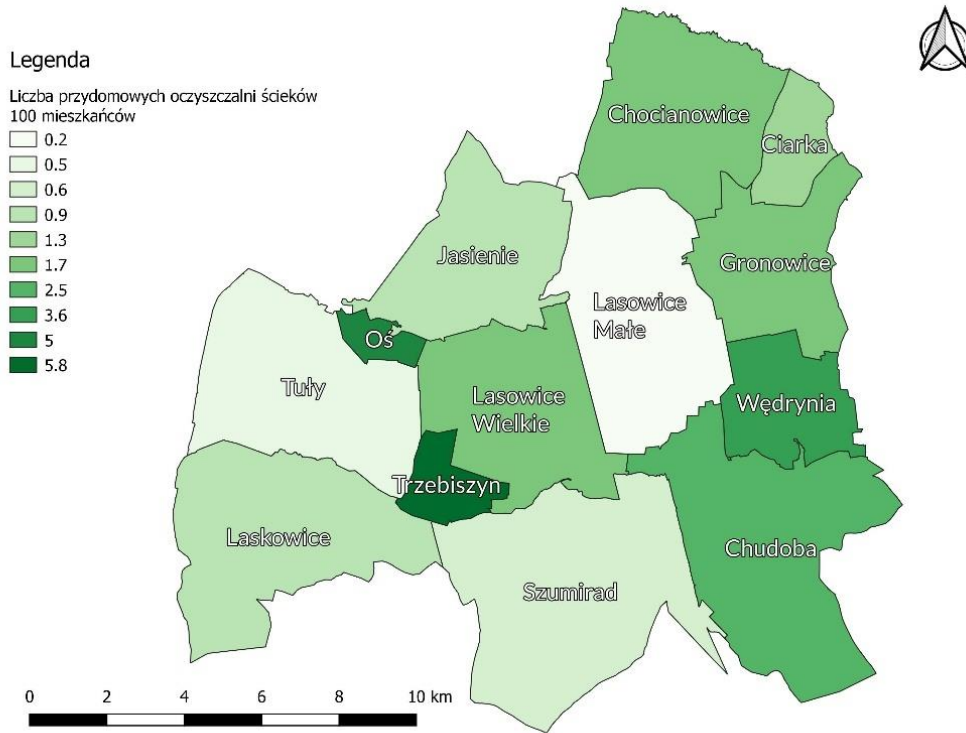 Legenda
Liczba przydomowych oczyszczalni ścieków
100 mieszkańców
0.2
0.5
0.6
0.9
1.3
1.7
2.5
3.6
5
5.8
Chocianowice
Ciarka
Jasienie
Gronowice
Lasowice
Małe
Oś
Tuły
Lasowice
Wielkie
Wędrynia
Trzebiszyn
Laskowice
Chudoba
Szumirad
0 2 4 6 8 10 km